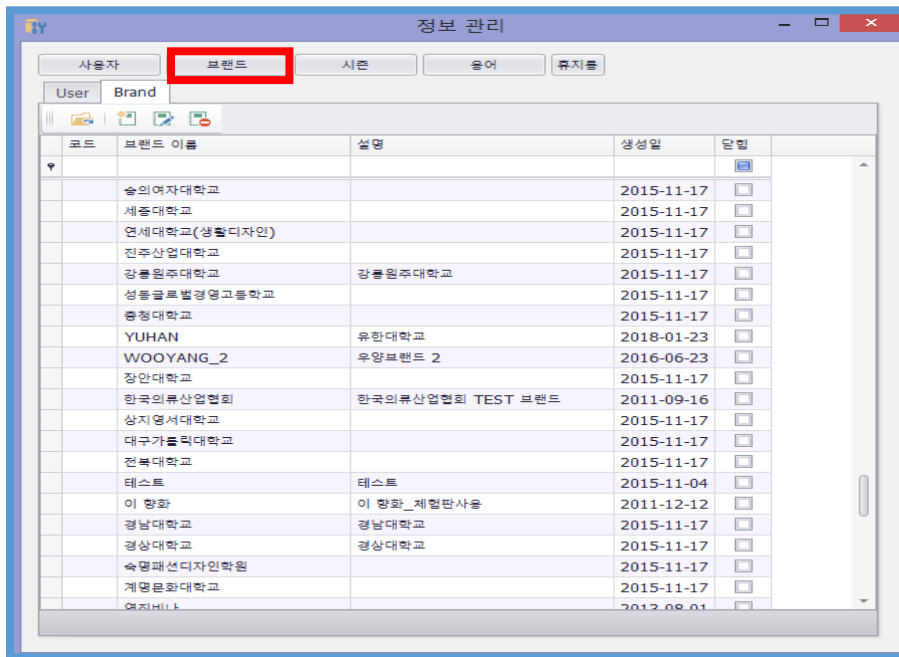 정보 관리
사용자 브랜드 시즌 용어 휴지통
User Brand
코드 브랜드 이름 설명 생성일 닫힘
숭의여자대학교 2015-11-17
세종대학교 2015-11-17
연세대학교(생활디자인) 2015-11-17
진주산업대학교 2015-11-17
강릉원주대학교 강릉원주대학교 2015-11-17
성동글로벌경영고등학교 2015-11-17
충청대학교 2015-11-17
YUHAN 유한대학교 2018-01-23
WOOYANG_2 우양브랜드 2 2016-06-23
장안대학교 2015-11-17
한국의류산업협회 한국의류산업협회 TEST 브랜드 2011-09-16
상지영서대학교 2015-11-17
대구가톨릭대학교 2015-11-17
전북대학교 2015-11-17
테스트 테스트 2015-11-04
이 향화 이 향화_체험판사용 2011-12-12
경남대학교 경남대학교 2015-11-17
경상대학교 경상대학교 2015-11-17
숙명패션디자인학원 2015-11-17
계명문화대학교 2015-11-17
2013-08-01